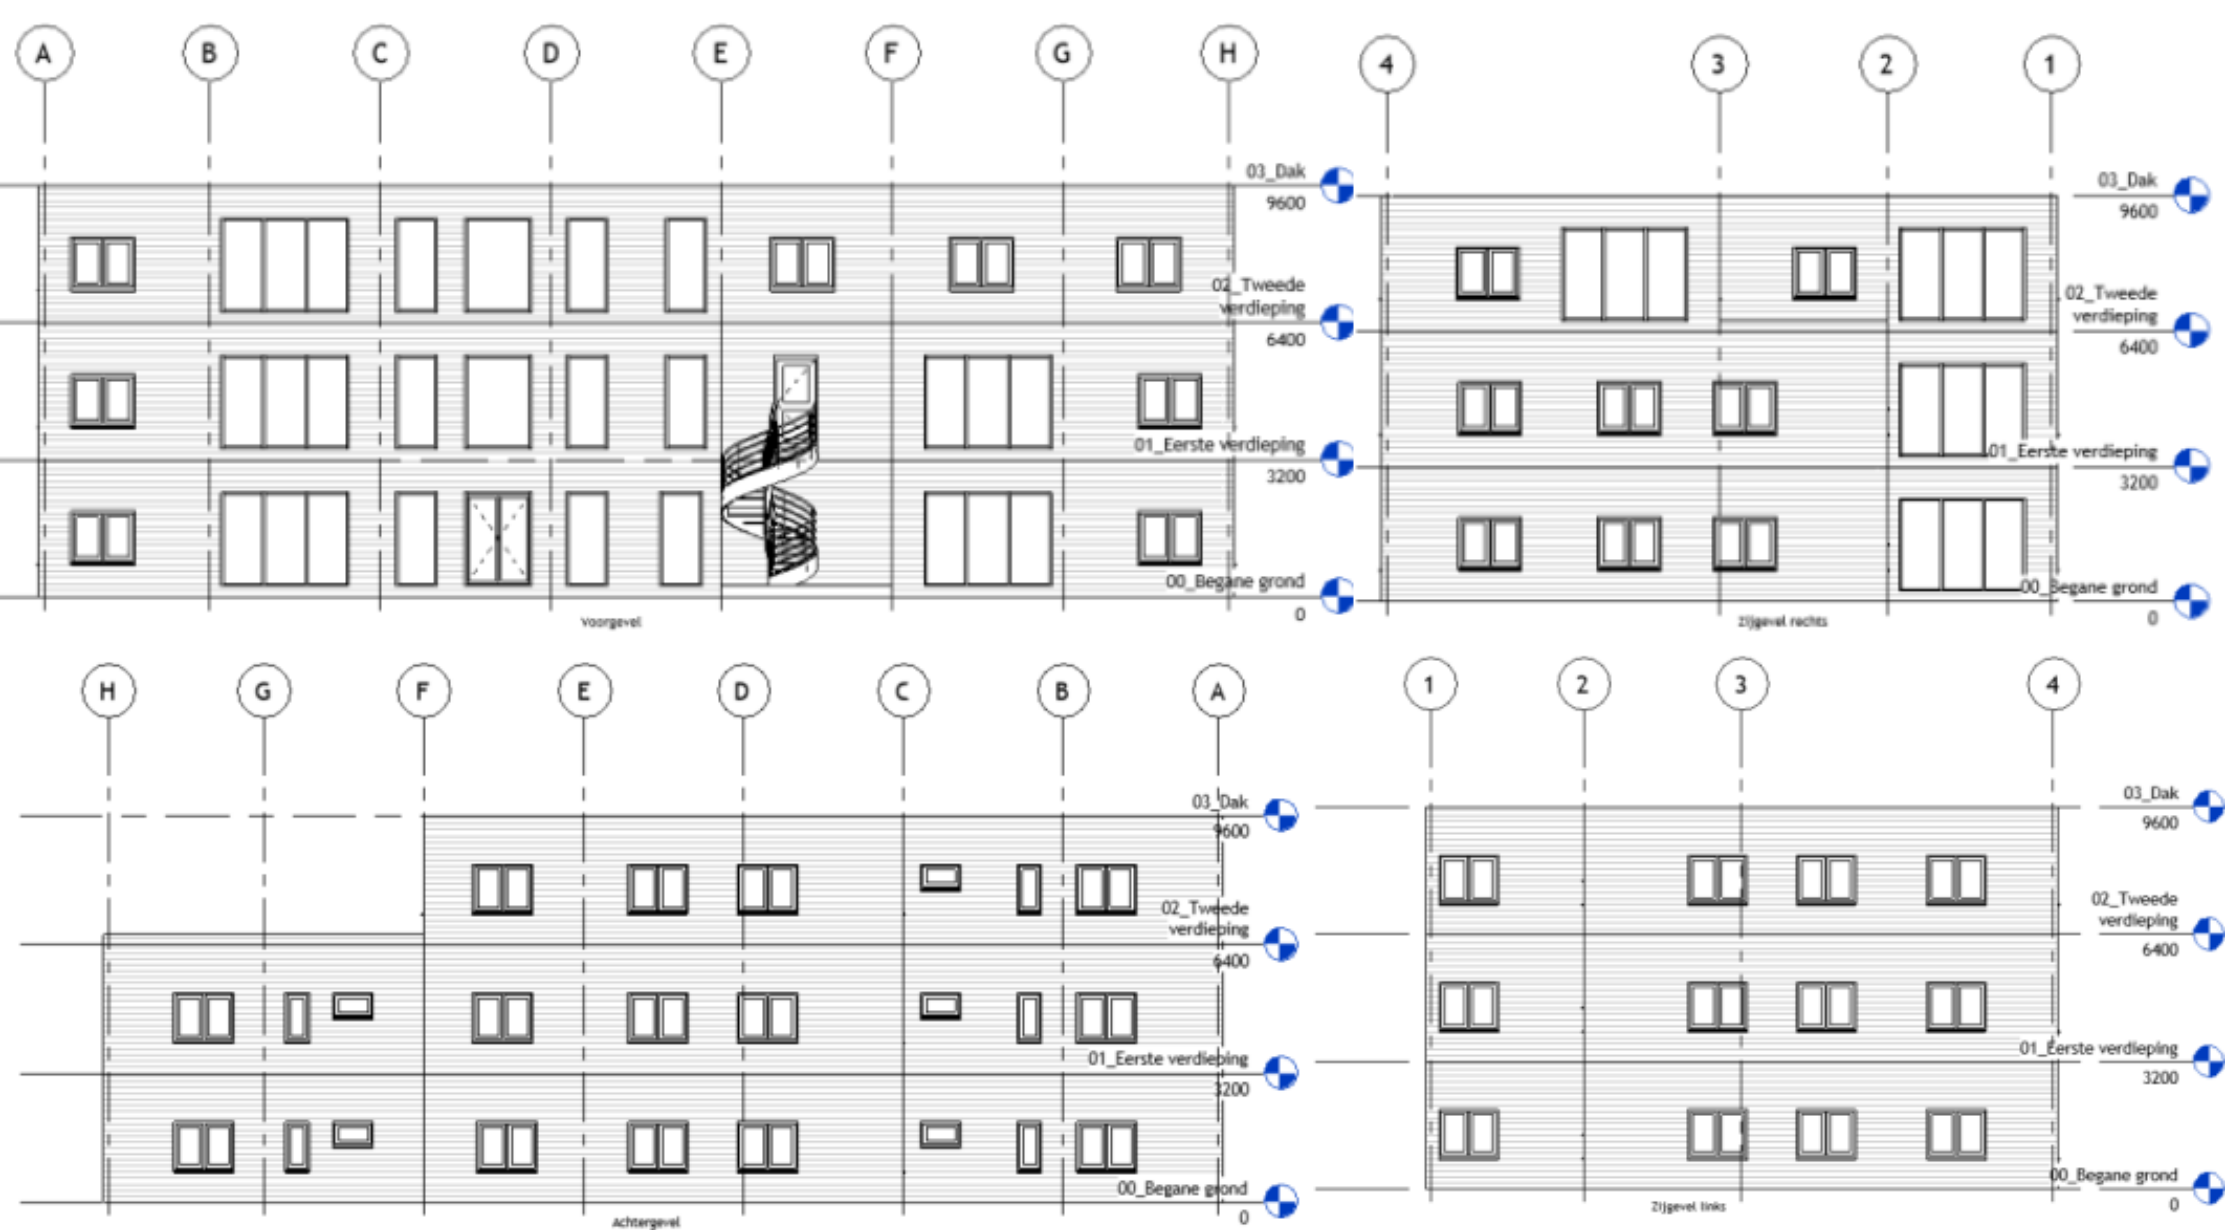 A B C D E F G H
03_Dak
9600
02_Tweede
verdieping
6400
01_Eerste verdieping
3200
00_Begane grond
0
Voorgevel
4 3 2 1
03_Dak
9600
02_Tweede
verdieping
6400
01_Eerste verdieping
3200
00_Begane grond
0
Zijgevel rechts
H G F E D C B A
03_Dak
9600
02_Tweede
verdieping
6400
01_Eerste verdieping
3200
00_Begane grond
0
Achtergevel
1 2 3 4
03_Dak
9600
02_Tweede
verdieping
6400
01_Eerste verdieping
3200
00_Begane grond
0
Zijgevel links